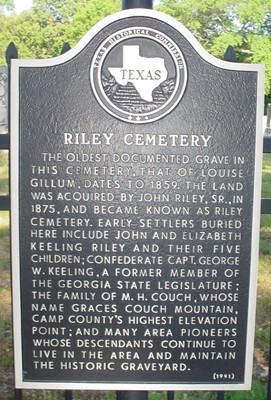 TEXAS HISTORICAL COMMISSION
TEXAS
RILEY CEMETERY
THE OLDEST DOCUMENTED GRAVE IN
THIS CEMETERY, THAT OF LOUISE
GILLUM, DATES TO 1859. THE LAND
WAS ACQUIRED BY JOHN RILEY, SR., IN
1875, AND BECAME KNOWN AS RILEY
CEMETERY. EARLY SETTLERS BURIED
HERE INCLUDE JOHN AND ELIZABETH
KEELING RILEY AND THEIR FIVE
CHILDREN; CONFEDERATE CAPT. GEORGE
W. KEELING, A FORMER MEMBER OF
THE GEORGIA STATE LEGISLATURE;
THE FAMILY OF M. H. COUCH, WHOSE
NAME GRACES COUCH MOUNTAIN,
CAMP COUNTY'S HIGHEST ELEVATION
POINT; AND MANY AREA PIONEERS
WHOSE DESCENDANTS CONTINUE TO
LIVE IN THE AREA AND MAINTAIN
THE HISTORIC GRAVEYARD.